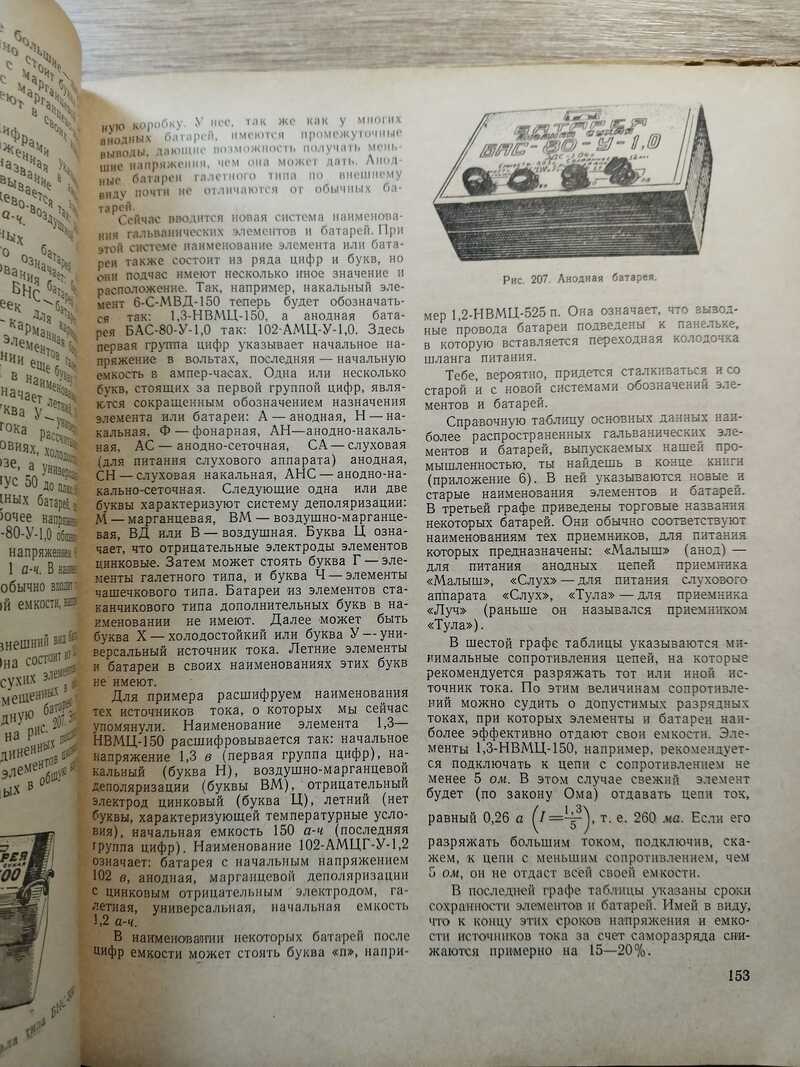 ную коробку. У нее, так же как у многих
анодных батарей, имеются промежуточные
выводы, дающие возможность получать мень-
шие напряжения, чем она может дать. Анод-
ные батареи галетного типа по внешнему
виду почти не отличаются от обычных ба-
тарей.
Сейчас вводится новая система наименова-
ния гальванических элементов и батарей. При
этой системе наименование элемента или бата-
реи также состоит из ряда цифр и букв, но
они подчас имеют несколько иное значение и
расположение. Так, например, накальный эле-
мент 6-С-МВД-150 теперь будет обозначать-
ся так: 1,3-НВМЦ-150, а анодная бата-
рея БАС-80-У-1,0 так: 102-АМЦ-У-1,0. Здесь
первая группа цифр указывает начальное на-
пряжение в вольтах, последняя — начальную
емкость в ампер-часах. Одна или несколько
букв, стоящих за первой группой цифр, явля-
ются сокращенным обозначением назначения
элемента или батареи: А — анодная, Н — на-
кальная, Ф — фонарная, АН—анодно-накаль-
ная, АС — анодно-сеточная, СА — слуховая
(для питания слухового аппарата) анодная,
СН — слуховая накальная, АНС — анодно-на-
кально-сеточная. Следующие одна или две
буквы характеризуют систему деполяризации:
М — марганцевая, ВМ — воздушно-марганце-
вая, ВД или В — воздушная. Буква Ц озна-
чает, что отрицательные электроды элементов
цинковые. Затем может стоять буква Г — эле-
менты галетного типа, и буква Ч — элементы
чашечкового типа. Батареи из элементов ста-
канчикового типа дополнительных букв в на-
именовании не имеют. Далее может быть
буква Х — холодостойкий или буква У — уни-
версальный источник тока. Летние элементы
и батареи в своих наименованиях этих букв
не имеют.
Для примера расшифруем наименования
тех источников тока, о которых мы сейчас
упомянули. Наименование элемента 1,3—
НВМЦ-150 расшифровывается так: начальное
напряжение 1,3 в (первая группа цифр), на-
кальный (буква Н), воздушно-марганцевой
деполяризации (буквы ВМ), отрицательный
электрод цинковый (буква Ц), летний (нет
буквы, характеризующей температурные усло-
вия), начальная емкость 150 а-ч (последняя
группа цифр). Наименование 102-АМЦГ-У-1,2
означает: батарея с начальным напряжением
102 в, анодная, марганцевой деполяризации
с цинковым отрицательным электродом, га-
летная, универсальная, начальная емкость
1,2 а-ч.
В наименовании некоторых батарей после
цифр емкости может стоять буква «п», напри-
БАТАРЕЯ
БАС-80-У-1,0
Рис. 207. Анодная батарея.
мер 1,2-НВМЦ-525 п. Она означает, что вывод-
ные провода батареи подведены к панельке,
в которую вставляется переходная колодочка
шланга питания.
Тебе, вероятно, придется сталкиваться и со
старой и с новой системами обозначений эле-
ментов и батарей.
Справочную таблицу основных данных наи-
более распространенных гальванических эле-
ментов и батарей, выпускаемых нашей про-
мышленностью, ты найдешь в конце книги
(приложение 6). В ней указываются новые и
старые наименования элементов и батарей.
В третьей графе приведены торговые названия
некоторых батарей. Они обычно соответствуют
наименованиям тех приемников, для питания
которых предназначены: «Малыш» (анод) —
для питания анодных цепей приемника
«Малыш», «Слух» — для питания слухового
аппарата «Слух», «Тула» — для приемника
«Луч» (раньше он назывался приемником
«Тула»).
В шестой графе таблицы указываются ми-
нимальные сопротивления цепей, на которые
рекомендуется разряжать тот или иной ис-
точник тока. По этим величинам сопротивле-
ний можно судить о допустимых разрядных
токах, при которых элементы и батареи наи-
более эффективно отдают свои емкости. Эле-
менты 1,3-НВМЦ-150, например, рекомендует-
ся подключать к цепи с сопротивлением не
менее 5 ом. В этом случае свежий элемент
будет (по закону Ома) отдавать цепи ток,
равный 0,26 а (I=1,3/5), т. е. 260 ма. Если его
разряжать большим током, подключив, ска-
жем, к цепи с меньшим сопротивлением, чем
5 ом, он не отдаст всей своей емкости.
В последней графе таблицы указаны сроки
сохранности элементов и батарей. Имей в виду,
что к концу этих сроков напряжения и емко-
сти источников тока за счет саморазряда сни-
жаются примерно на 15—20%.
153